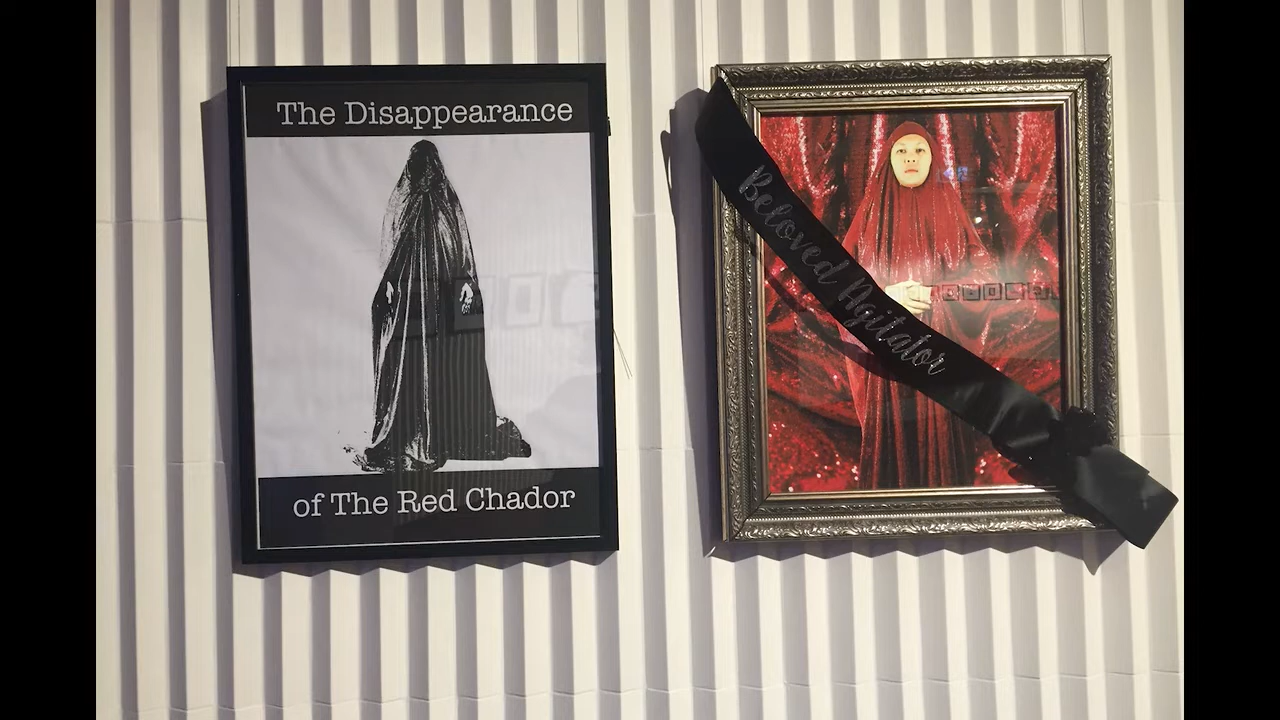 The Disappearance
of The Red Chador
Beloved Agitator